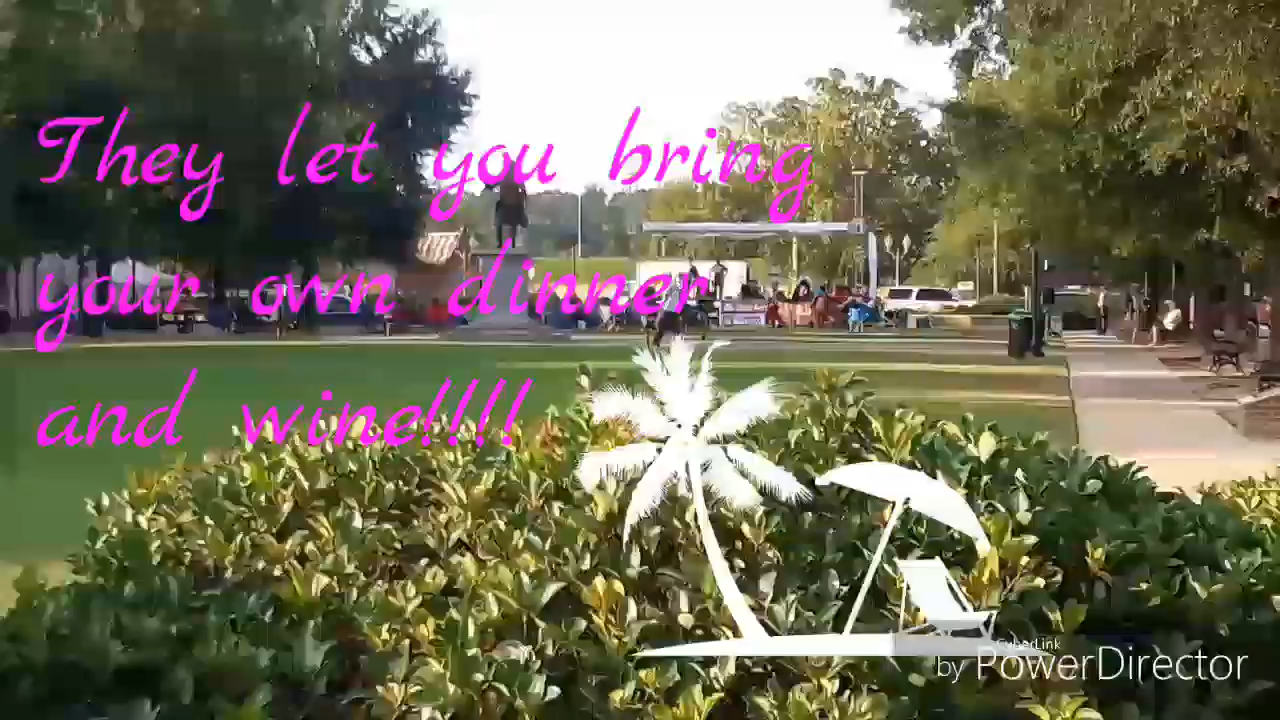 They let you bring
your own dinner
and wine!!!!
CyberLink
by PowerDirector